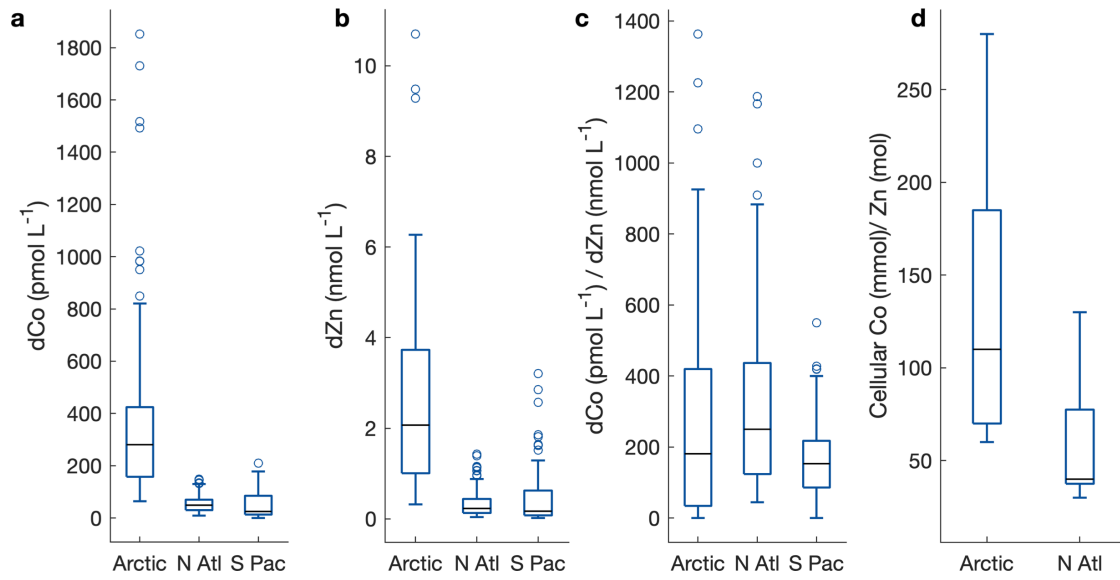 a
dCo (pmol L⁻¹)
1800
1600
1400
1200
1000
800
600
400
200
0
Arctic N Atl S Pac
b
dZn (nmol L⁻¹)
10
8
6
4
2
0
Arctic N Atl S Pac
c
dCo (pmol L⁻¹) / dZn (nmol L⁻¹)
1400
1200
1000
800
600
400
200
0
Arctic N Atl S Pac
d
Cellular Co (mmol)/ Zn (mol)
250
200
150
100
50
Arctic N Atl